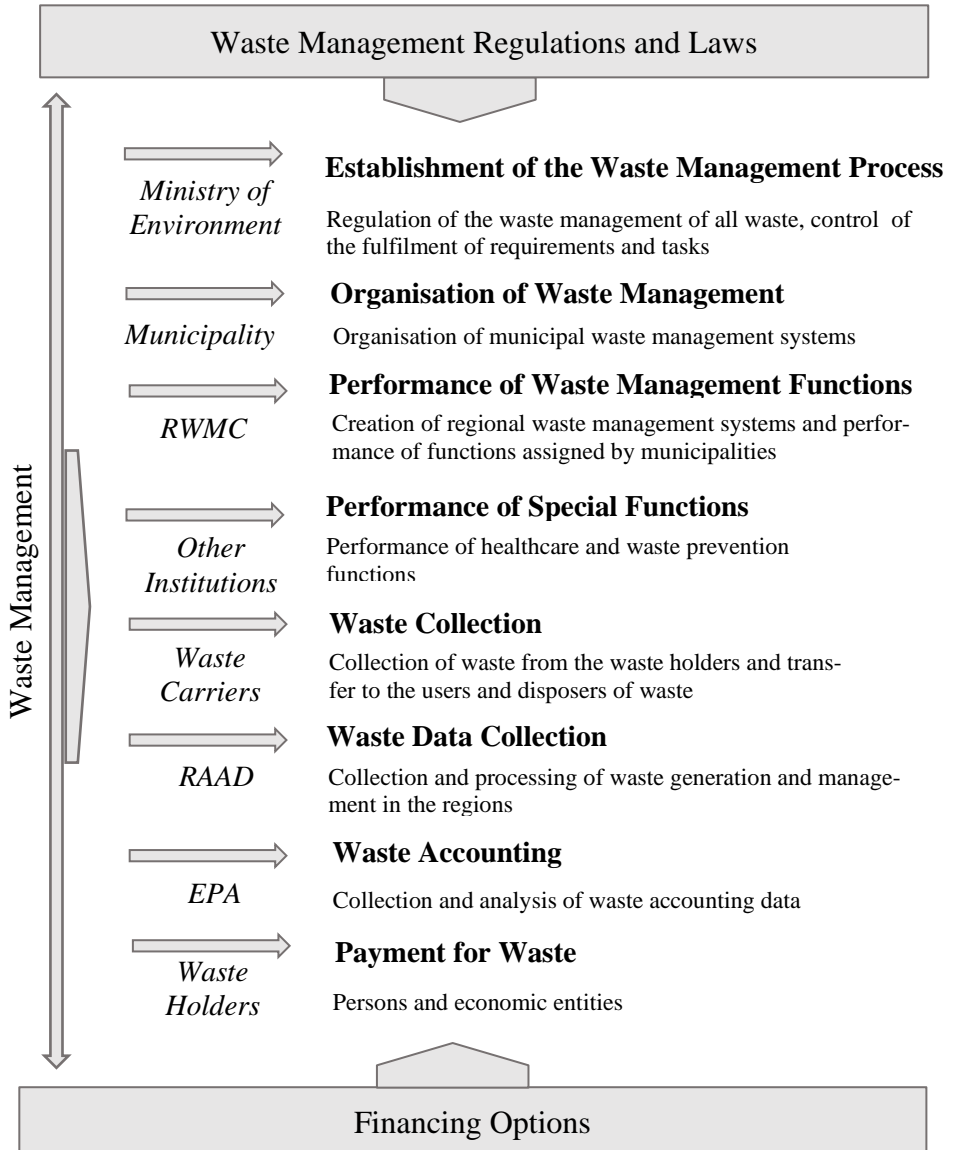 Waste Management Regulations and Laws
Waste Management
Ministry of
Environment
Establishment of the Waste Management Process
Regulation of the waste management of all waste, control of
the fulfilment of requirements and tasks
Municipality
Organisation of Waste Management
Organisation of municipal waste management systems
RWMC
Performance of Waste Management Functions
Creation of regional waste management systems and perfor-
mance of functions assigned by municipalities
Other
Institutions
Performance of Special Functions
Performance of healthcare and waste prevention
functions
Waste
Carriers
Waste Collection
Collection of waste from the waste holders and trans-
fer to the users and disposers of waste
RAAD
Waste Data Collection
Collection and processing of waste generation and manage-
ment in the regions
EPA
Waste Accounting
Collection and analysis of waste accounting data
Waste
Holders
Payment for Waste
Persons and economic entities
Financing Options